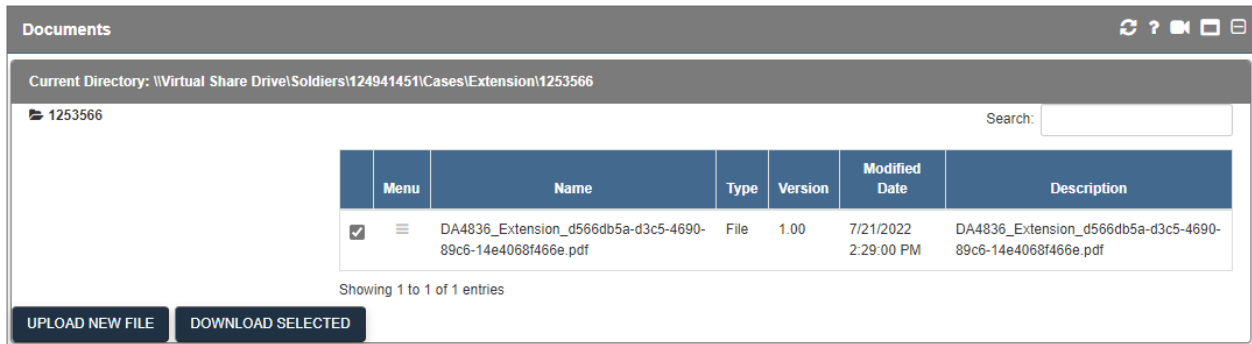 Documents
?
Current Directory: \\Virtual Share Drive\Soldiers\124941451\Cases\Extension\1253566
1253566
Search:
Menu Name Type Version Modified Date Description
DA4836_Extension_d566db5a-d3c5-4690-89c6-14e4068f466e.pdf File 1.00 7/21/2022 2:29:00 PM DA4836_Extension_d566db5a-d3c5-4690-89c6-14e4068f466e.pdf
Showing 1 to 1 of 1 entries
UPLOAD NEW FILE DOWNLOAD SELECTED